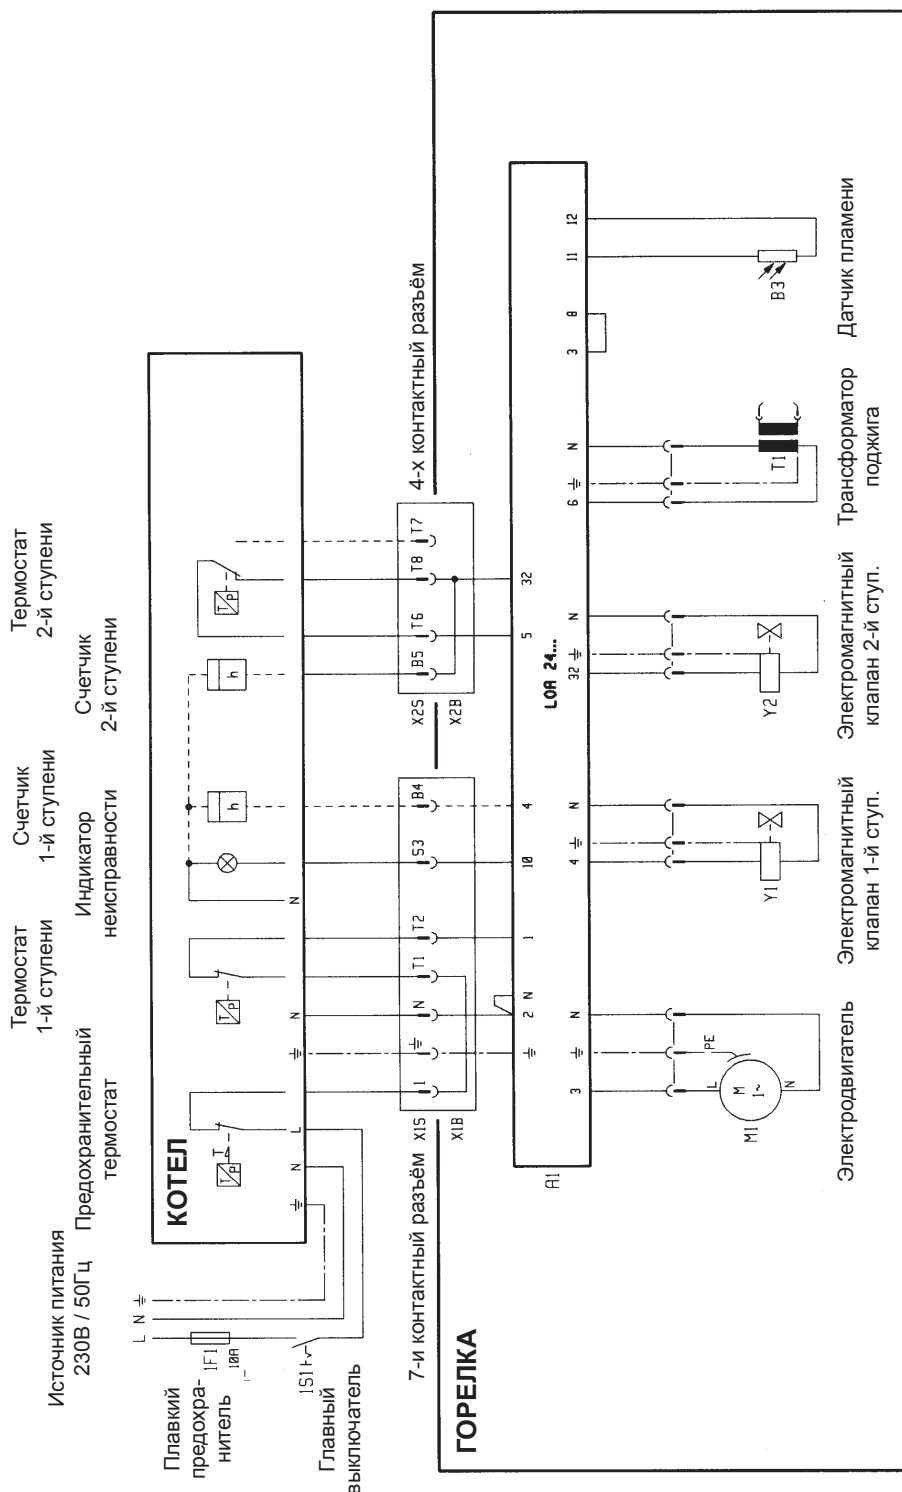 Источник питания
230В / 50Гц
Термостат
1-й ступени
Счетчик
1-й ступени
Термостат
2-й ступени
Предохранительный
термостат
Индикатор
неисправности
Счетчик
2-й ступени
L N
Плавкий
предохра-
нитель
1F1
10A
Главный
выключатель
1S1
КОТЕЛ
T/P
T
T/P
h
h
T/P
N L
N
N
7-и контактный разъём
4-х контактный разъём
X1S
1 N T1 T2 S3 B4
X1B
X2S
B5 T6 T8 T7
X2B
ГОРЕЛКА
A1
2 N 1 10 4 5 32
LOA 24...
3 N 4 N 32 N 6 N 3 8 11 12
PE
L
M
1~
N
M1
Y1
Y2
T1
B3
Электродвигатель
Электромагнитный
клапан 1-й ступ.
Электромагнитный
клапан 2-й ступ.
Трансформатор
поджига
Датчик пламени